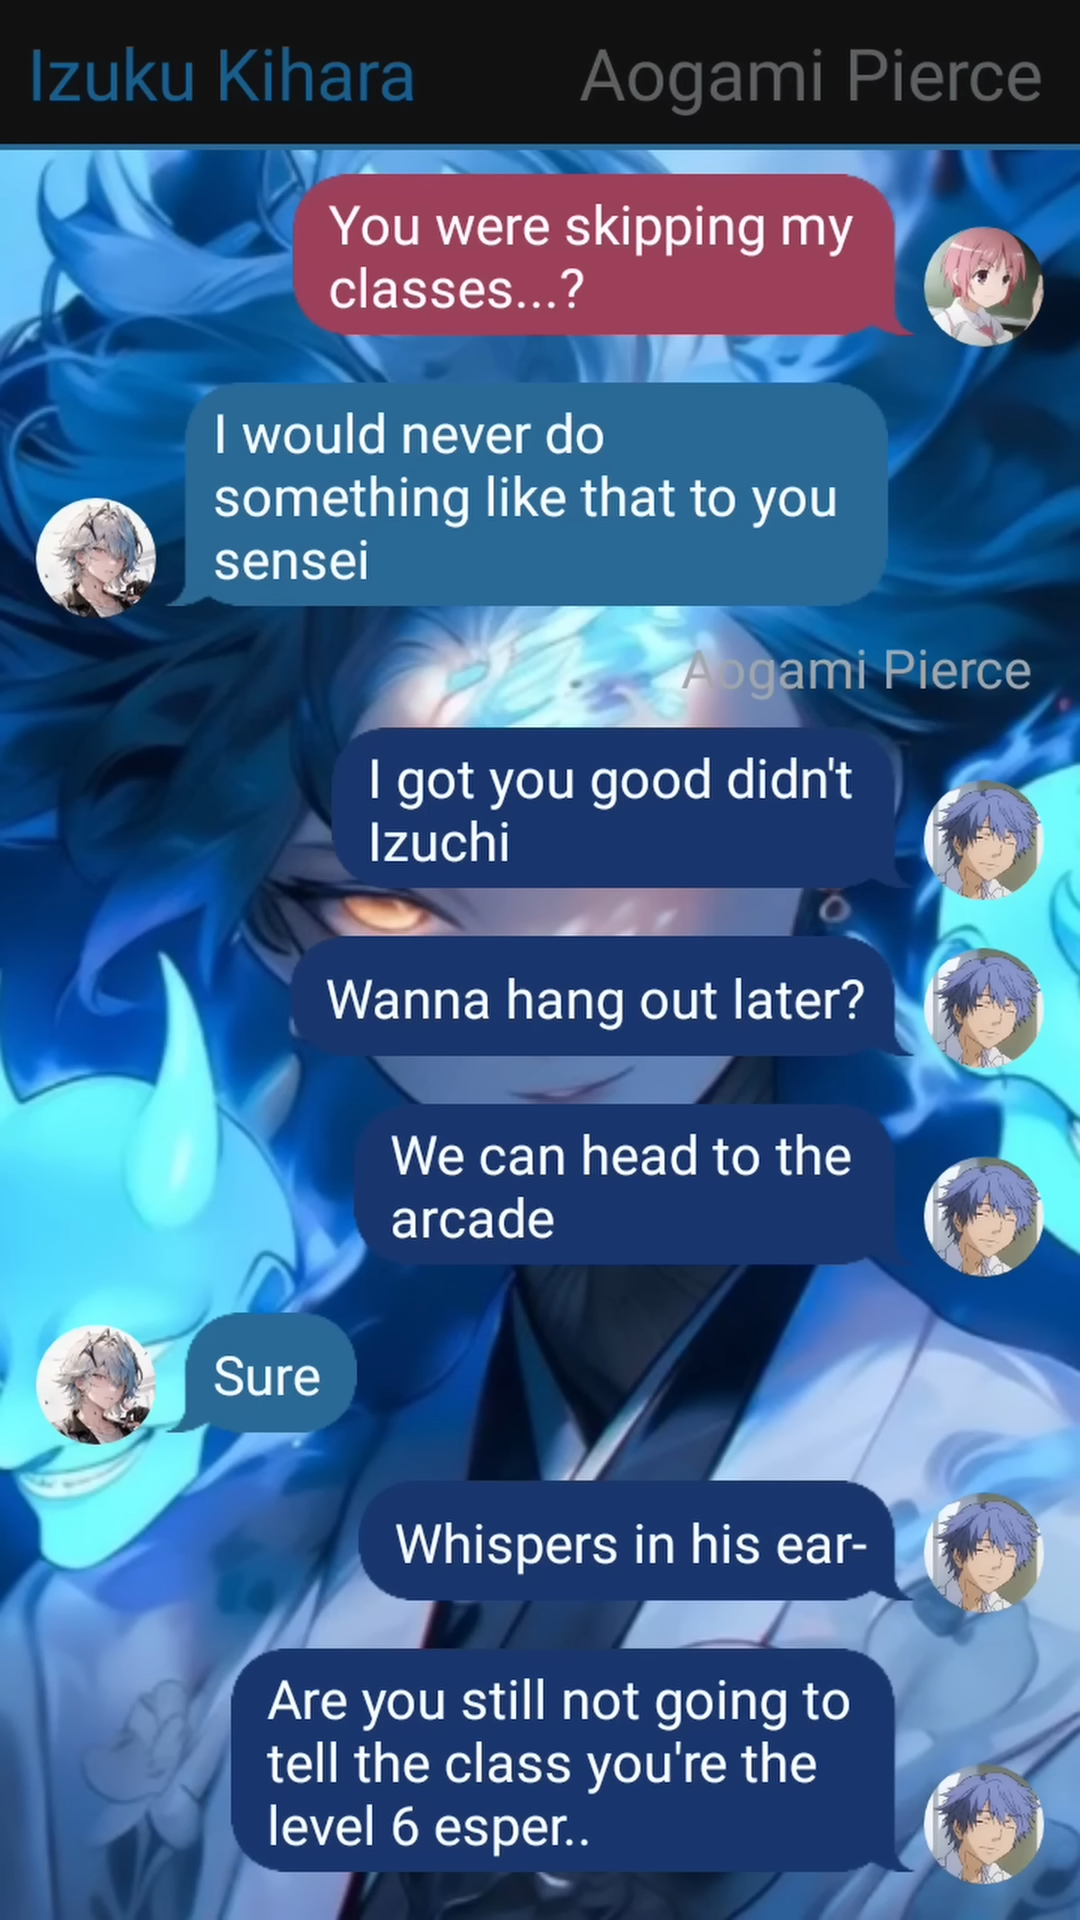 Izuku Kihara
Aogami Pierce
You were skipping my
classes...?
I would never do
something like that to you
sensei
Aogami Pierce
I got you good didn't
Izuchi
Wanna hang out later?
We can head to the
arcade
Sure
Whispers in his ear-
Are you still not going to
tell the class you're the
level 6 esper..